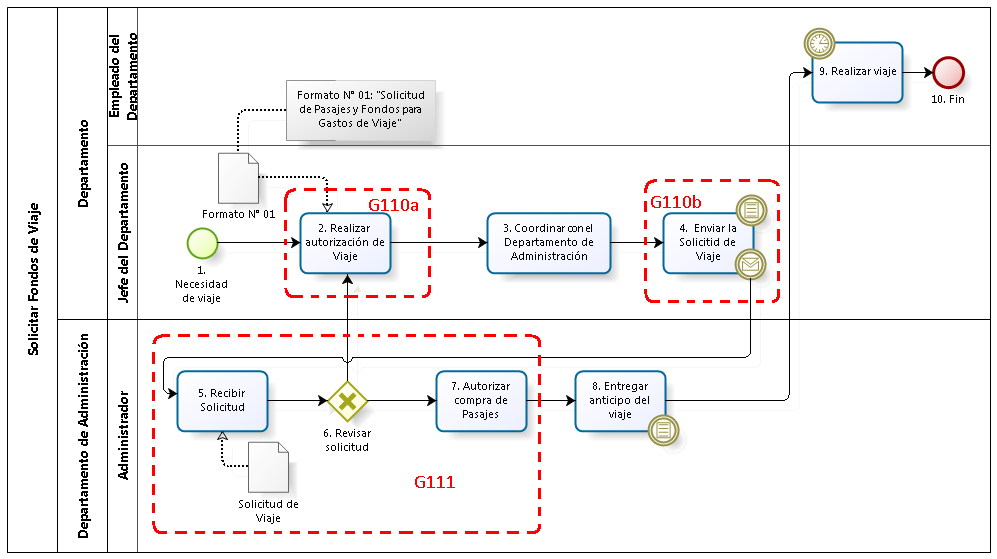 Solicitar Fondos de Viaje
Departamento
Empleado del
Departamento
9. Realizar viaje
10. Fin
Formato N° 01: "Solicitud
de Pasajes y Fondos para
Gastos de Viaje"
Jefe del Departamento
Formato N° 01
G110a
G110b
1.
Necesidad
de viaje
2. Realizar
autorización de
Viaje
3. Coordinar con el
Departamento de
Administración
4. Enviar la
Solicitid de
Viaje
Departamento de Administración
Administrador
5. Recibir
Solicitud
6. Revisar
solicitud
7. Autorizar
compra de
Pasajes
8. Entregar
anticipo del
viaje
Solicitud de
Viaje
G111